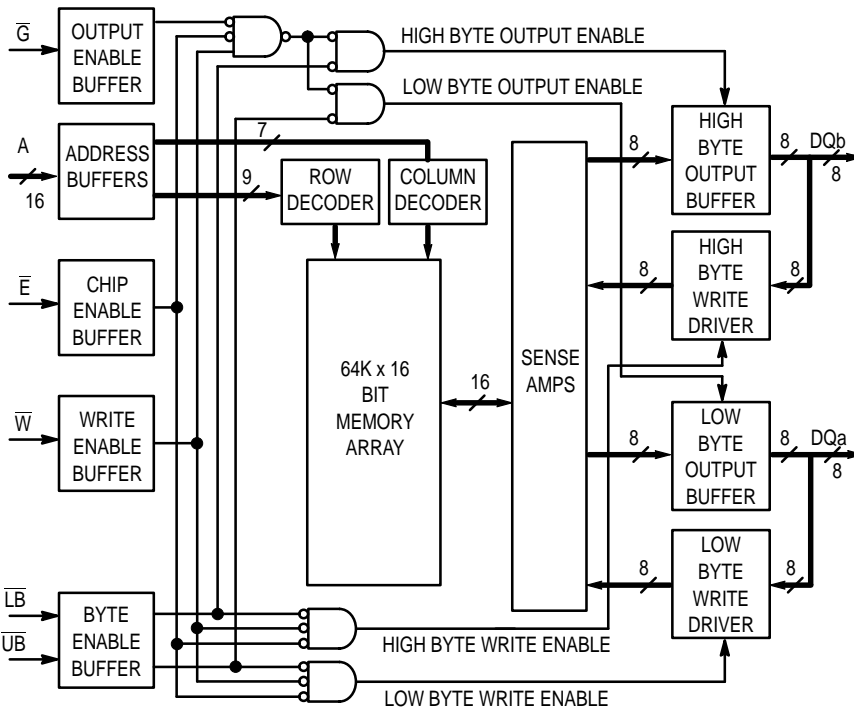 G
OUTPUT
ENABLE
BUFFER
HIGH BYTE OUTPUT ENABLE
LOW BYTE OUTPUT ENABLE
A
16
ADDRESS
BUFFERS
7
9
ROW
DECODER
COLUMN
DECODER
8
HIGH
BYTE
OUTPUT
BUFFER
8
DQb
8
E
CHIP
ENABLE
BUFFER
8
HIGH
BYTE
WRITE
DRIVER
8
64K x 16
BIT
MEMORY
ARRAY
16
SENSE
AMPS
W
WRITE
ENABLE
BUFFER
8
LOW
BYTE
OUTPUT
BUFFER
8
DQa
8
8
LOW
BYTE
WRITE
DRIVER
8
LB
UB
BYTE
ENABLE
BUFFER
HIGH BYTE WRITE ENABLE
LOW BYTE WRITE ENABLE